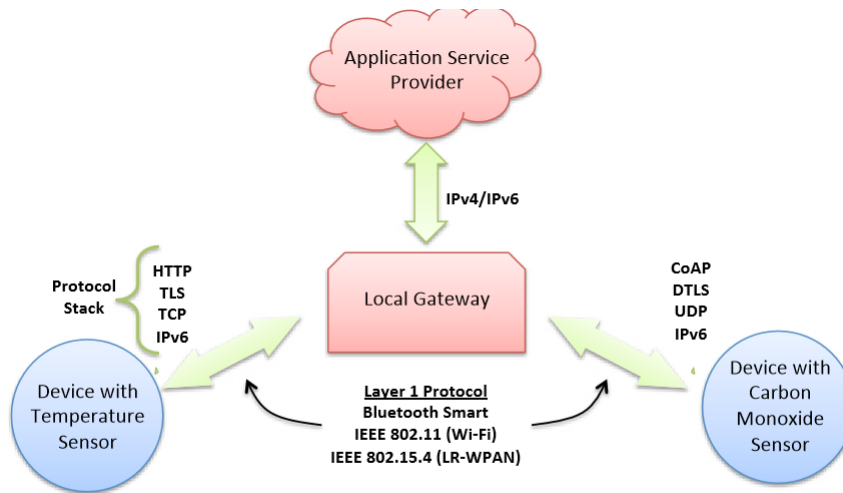 Application Service
Provider
IPv4/IPv6
Protocol
Stack
HTTP
TLS
TCP
IPv6
Local Gateway
CoAP
DTLS
UDP
IPv6
Device with
Temperature
Sensor
Layer 1 Protocol
Bluetooth Smart
IEEE 802.11 (Wi-Fi)
IEEE 802.15.4 (LR-WPAN)
Device with
Carbon
Monoxide
Sensor